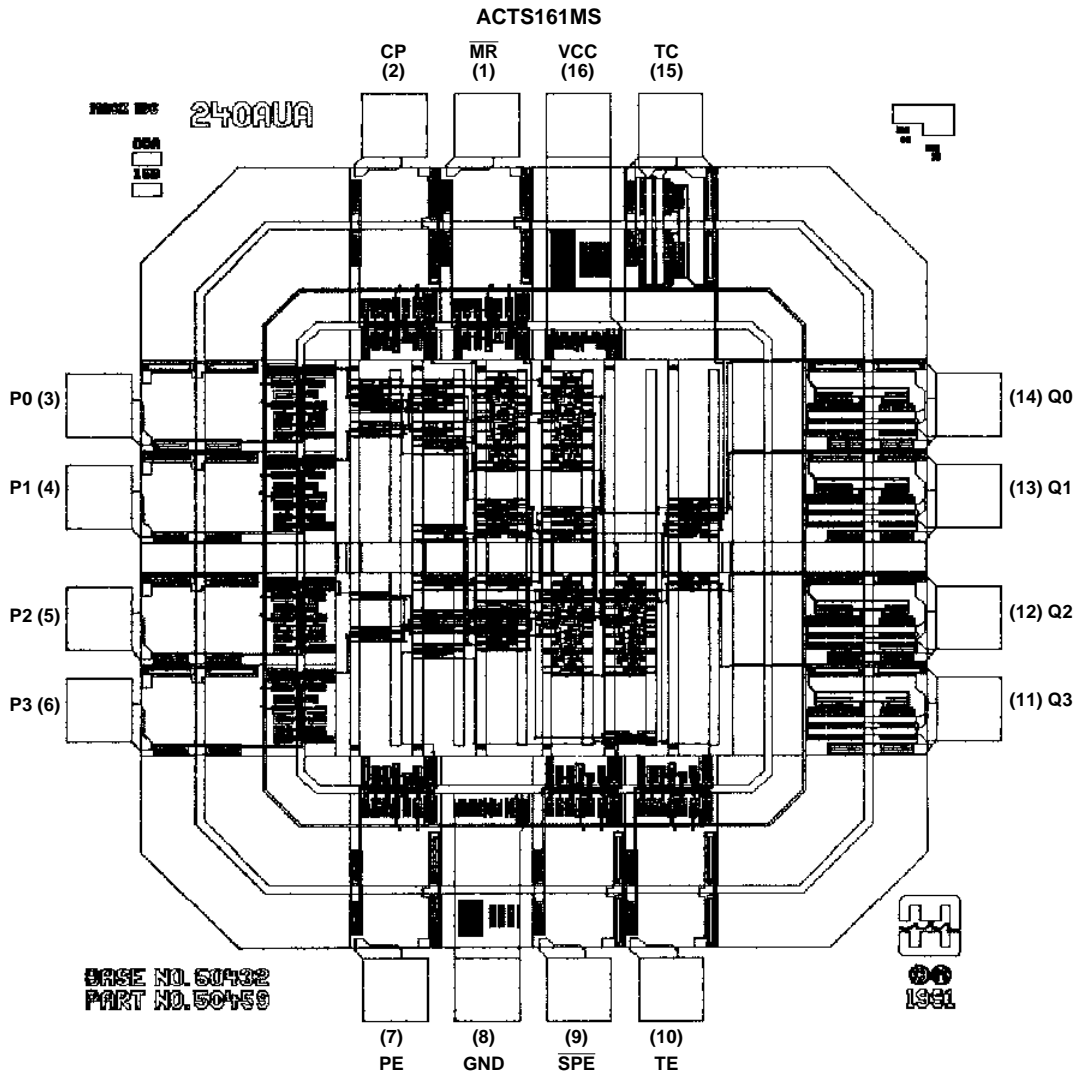 ACTS161MS
CP
(2)
MR
(1)
VCC
(16)
TC
(15)
240AUA
P0 (3)
P1 (4)
P2 (5)
P3 (6)
(14) Q0
(13) Q1
(12) Q2
(11) Q3
BASE NO. 50432
PART NO. 50459
(7)
PE
(8)
GND
(9)
SPE
(10)
TE